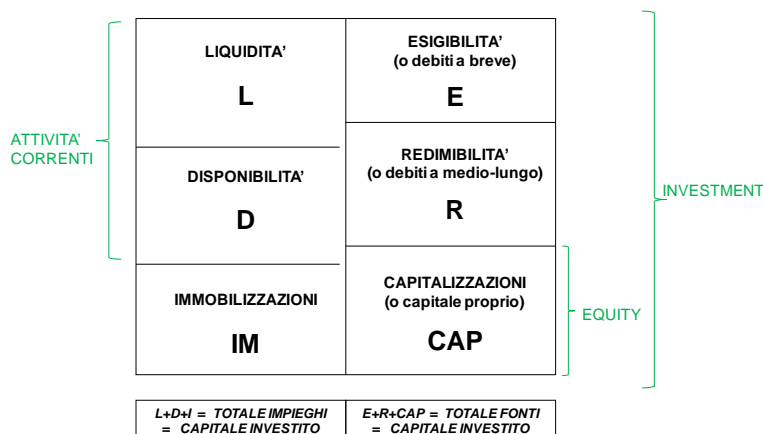 LIQUIDITA’
L
ESIGIBILITA’
(o debiti a breve)
E
ATTIVITA’
CORRENTI
DISPONIBILITA’
D
REDIMIBILITA’
(o debiti a medio-lungo)
R
INVESTMENT
IMMOBILIZZAZIONI
IM
CAPITALIZZAZIONI
(o capitale proprio)
CAP
EQUITY
L+D+I = TOTALE IMPIEGHI
= CAPITALE INVESTITO
E+R+CAP = TOTALE FONTI
= CAPITALE INVESTITO